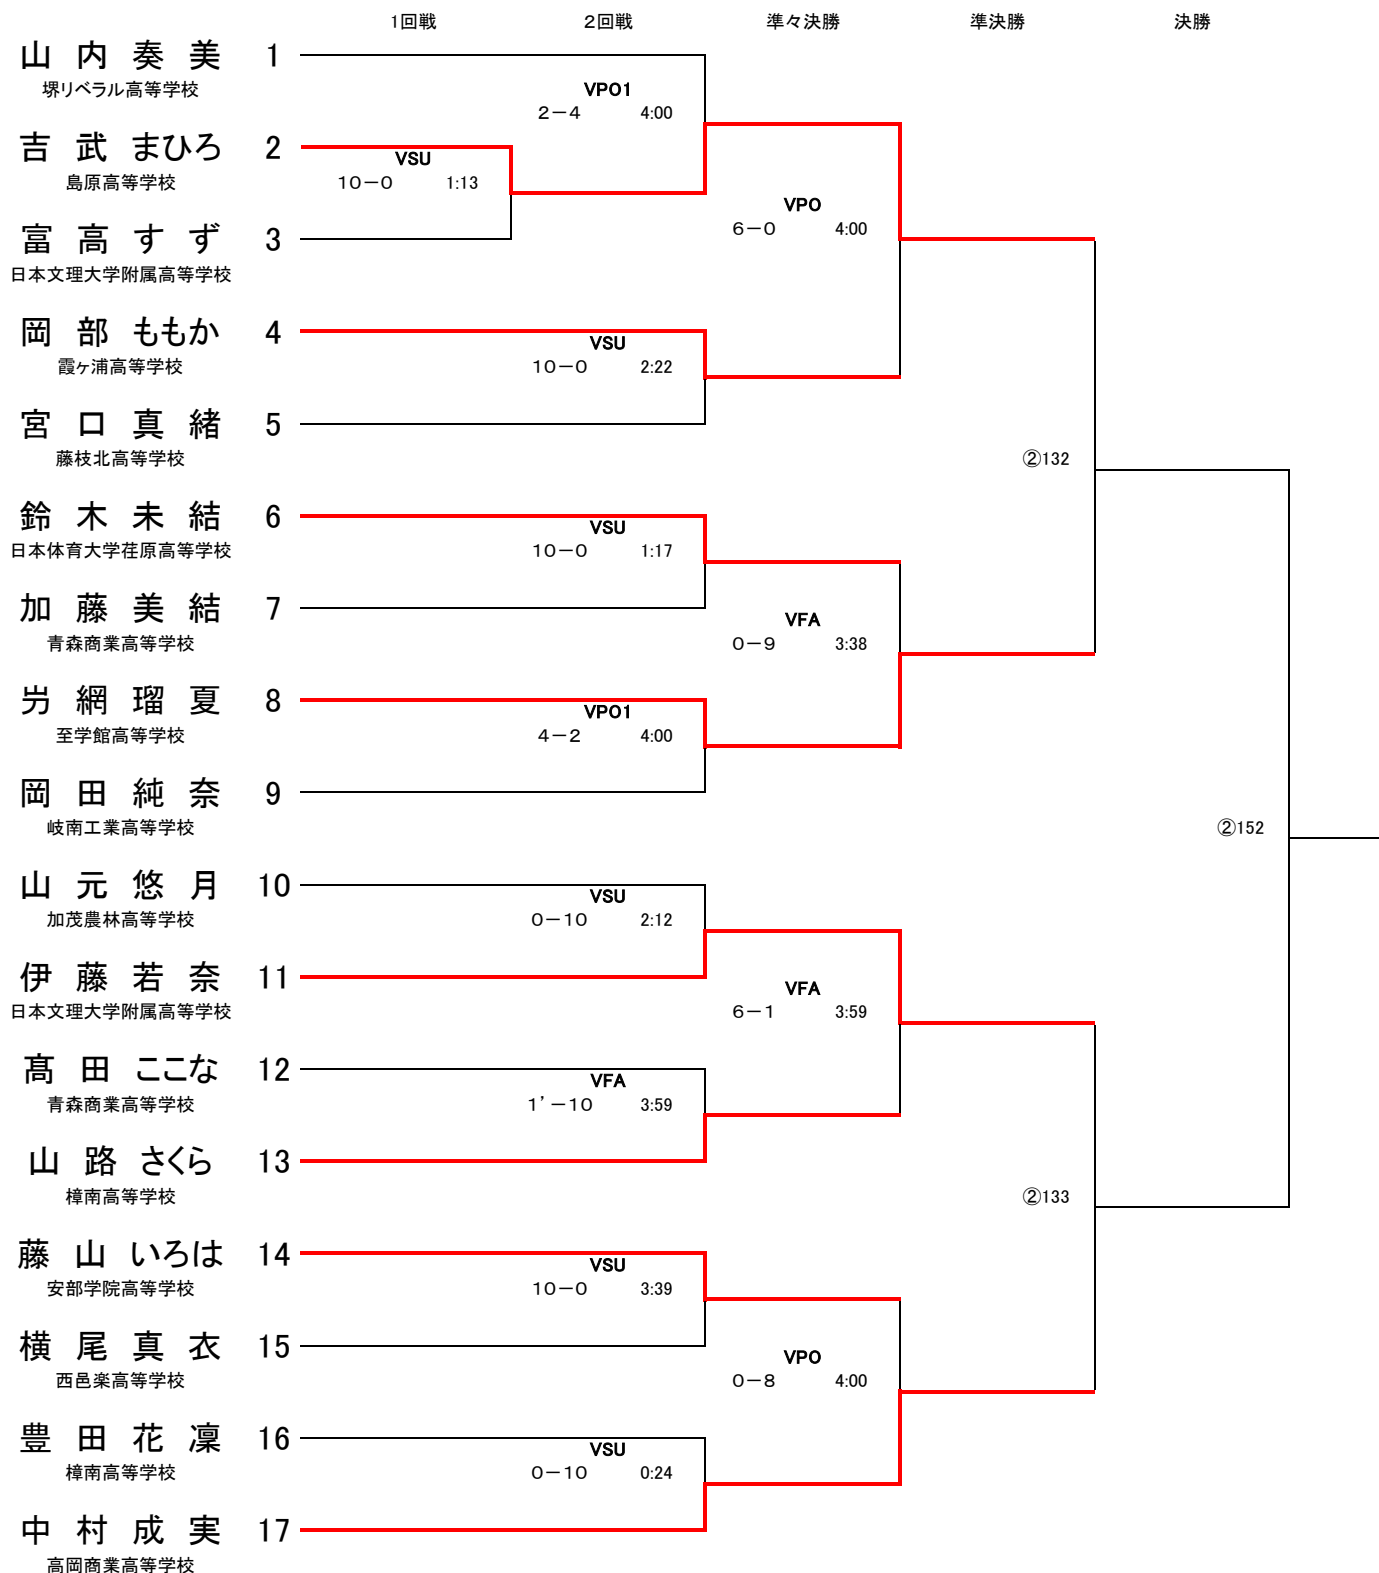 1回戦 2回戦 準々決勝 準決勝 決勝
山内奏美 1
堺リベラル高等学校
VPO1
2－4 4:00
吉武まひろ 2
島原高等学校
VSU
10－0 1:13
VPO
6－0 4:00
富高すず 3
日本文理大学附属高等学校
岡部ももか 4
霞ヶ浦高等学校
VSU
10－0 2:22
宮口真緒 5
藤枝北高等学校
②132
鈴木未結 6
日本体育大学荏原高等学校
VSU
10－0 1:17
加藤美結 7
青森商業高等学校
VFA
0－9 3:38
屶網瑠夏 8
至学館高等学校
VPO1
4－2 4:00
岡田純奈 9
岐南工業高等学校
②152
山元悠月 10
加茂農林高等学校
VSU
0－10 2:12
伊藤若奈 11
日本文理大学附属高等学校
VFA
6－1 3:59
髙田ここな 12
青森商業高等学校
VFA
1’－10 3:59
山路さくら 13
樟南高等学校
②133
藤山いろは 14
安部学院高等学校
VSU
10－0 3:39
横尾真衣 15
西邑楽高等学校
VPO
0－8 4:00
豊田花凜 16
樟南高等学校
VSU
0－10 0:24
中村成実 17
高岡商業高等学校